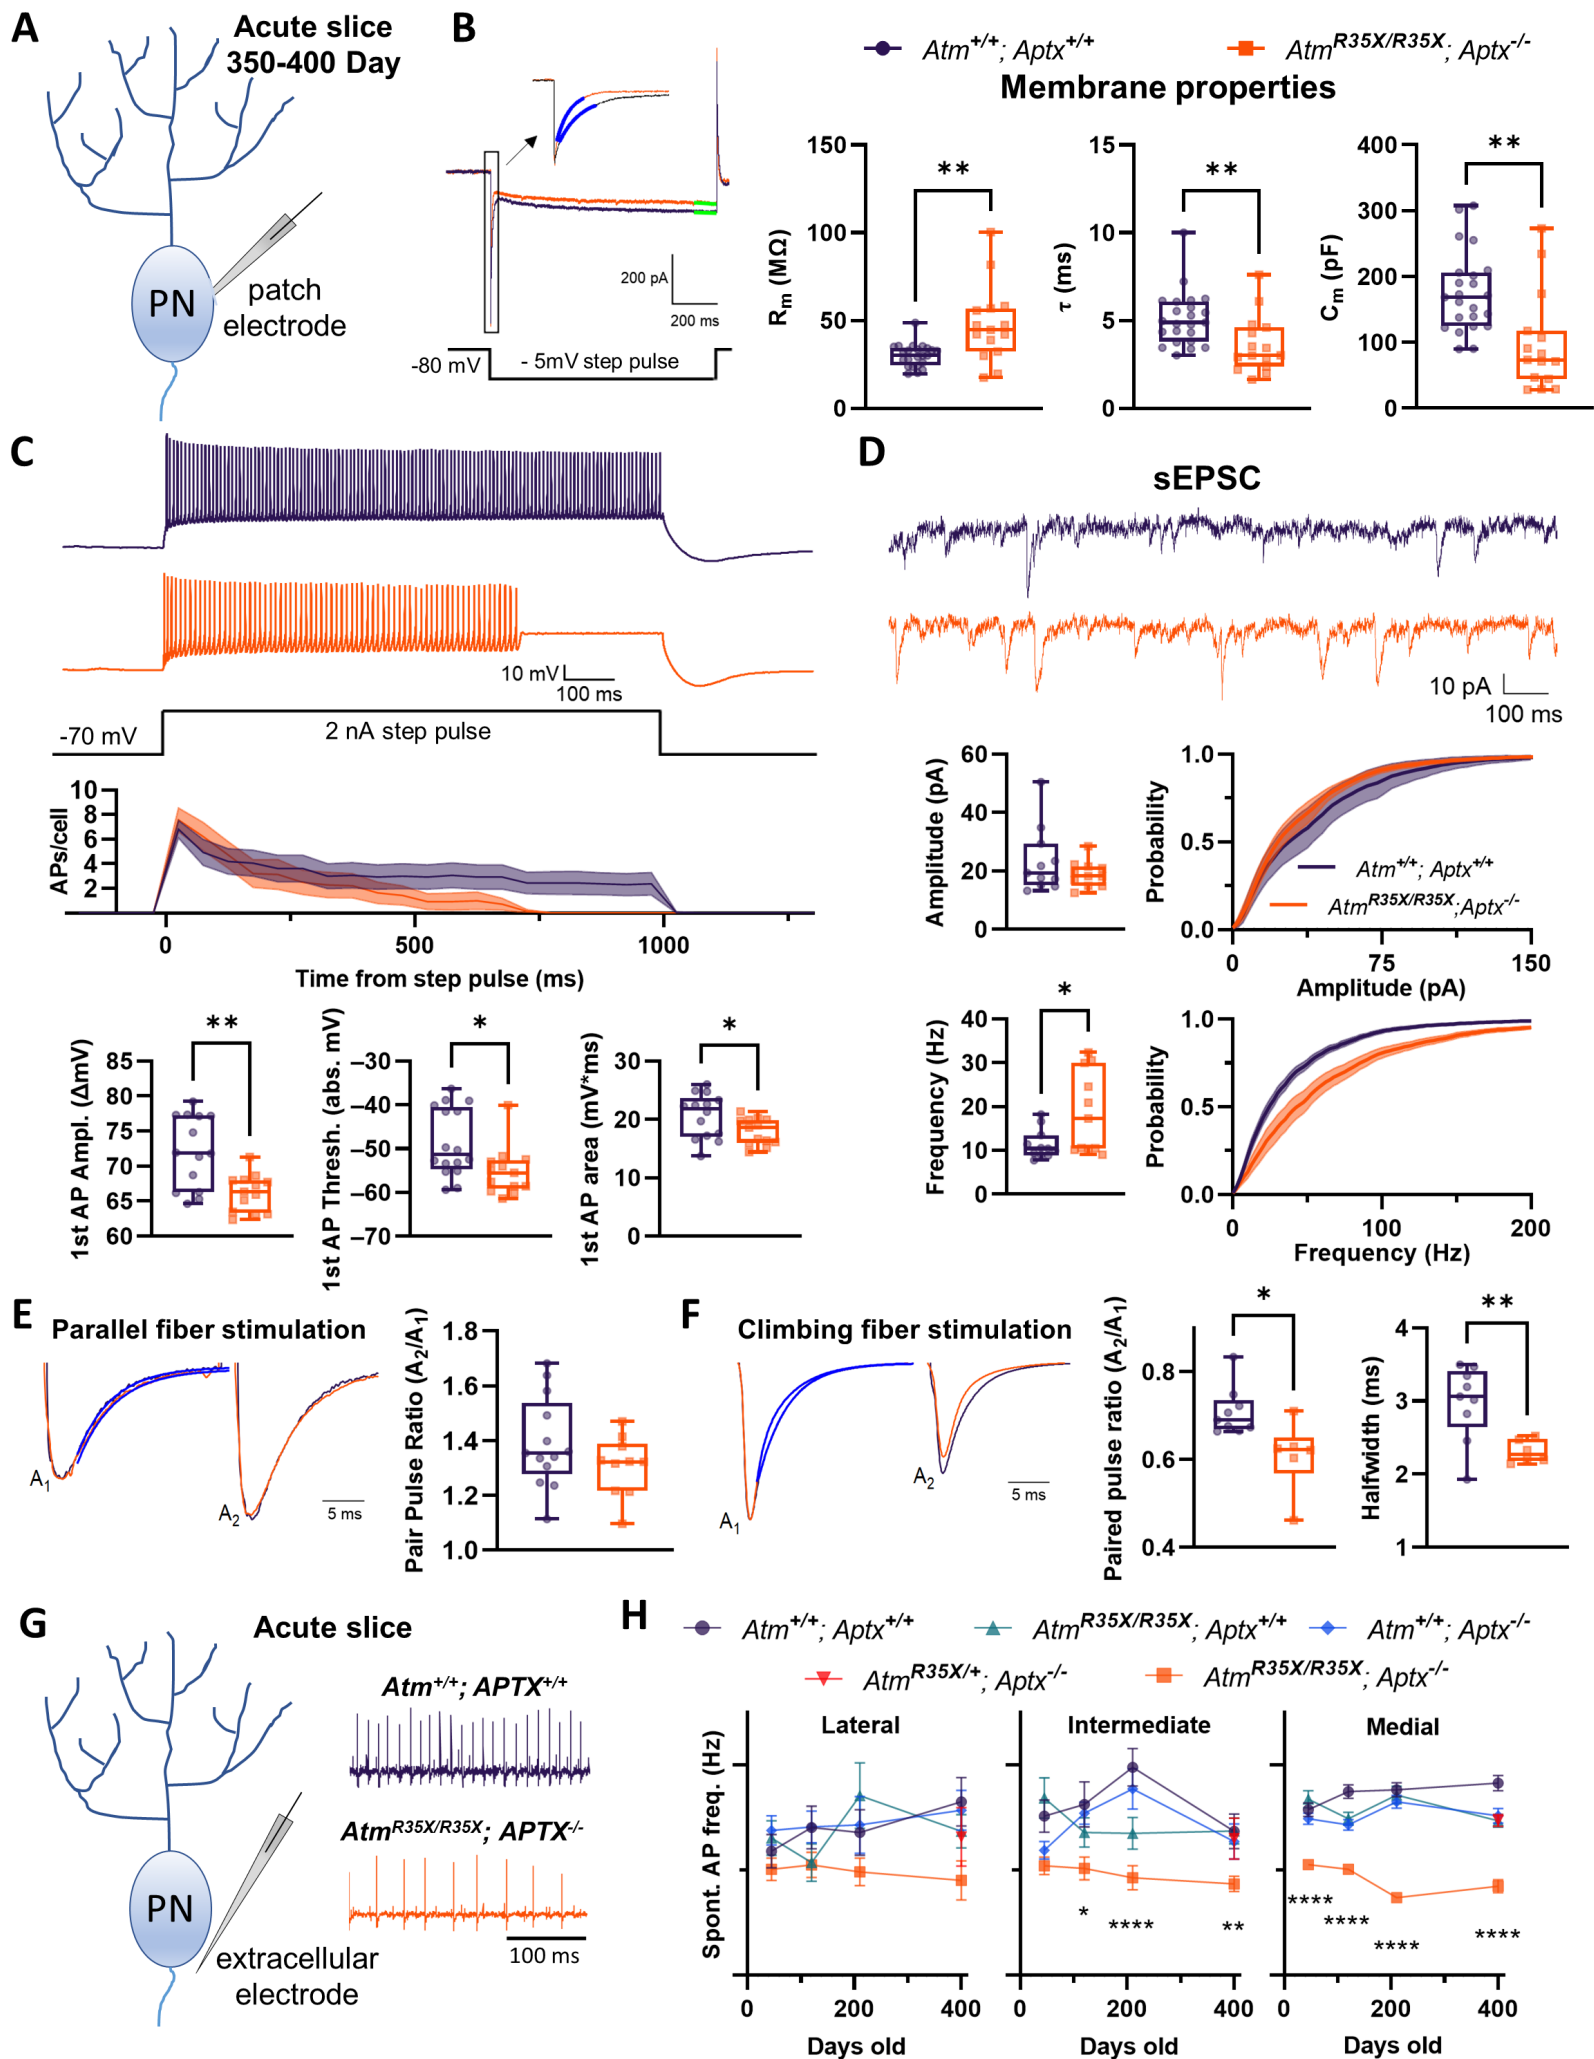 A
Acute slice
350-400 Day
PN
patch
electrode
B
200 pA
200 ms
-80 mV
- 5mV step pulse
Atm+/+; Aptx+/+
AtmR35X/R35X; Aptx-/-
Membrane properties
Rm (MΩ)
150
100
50
0
**
τ (ms)
15
10
5
0
**
Cm (pF)
400
300
200
100
0
**
C
10 mV
100 ms
-70 mV
2 nA step pulse
APs/cell
10
8
6
4
2
0
500
1000
Time from step pulse (ms)
1st AP Ampl. (ΔmV)
85
80
75
70
65
60
**
1st AP Thresh. (abs. mV)
−30
−40
−50
−60
−70
*
1st AP area (mV*ms)
30
20
10
0
*
D
sEPSC
10 pA
100 ms
Amplitude (pA)
60
40
20
0
Probability
1.0
0.5
0.0
Atm+/+; Aptx+/+
AtmR35X/R35X;Aptx-/-
0
75
150
Amplitude (pA)
Frequency (Hz)
40
30
20
10
0
*
Probability
1.0
0.5
0.0
0
100
200
Frequency (Hz)
E
Parallel fiber stimulation
A1
A2
5 ms
Pair Pulse Ratio (A2/A1)
1.8
1.6
1.4
1.2
1.0
F
Climbing fiber stimulation
A1
A2
5 ms
Paired pulse ratio (A2/A1)
0.8
0.6
0.4
*
Halfwidth (ms)
4
3
2
1
**
G
Acute slice
PN
extracellular
electrode
Atm+/+; APTX+/+
AtmR35X/R35X; APTX-/-
100 ms
H
Atm+/+; Aptx+/+
AtmR35X/R35X; Aptx+/+
Atm+/+; Aptx-/-
AtmR35X/+; Aptx-/-
AtmR35X/R35X; Aptx-/-
Spont. AP freq. (Hz)
Lateral
0
200
400
Days old
Intermediate
*
****
**
0
200
400
Days old
Medial
****
****
****
****
0
200
400
Days old